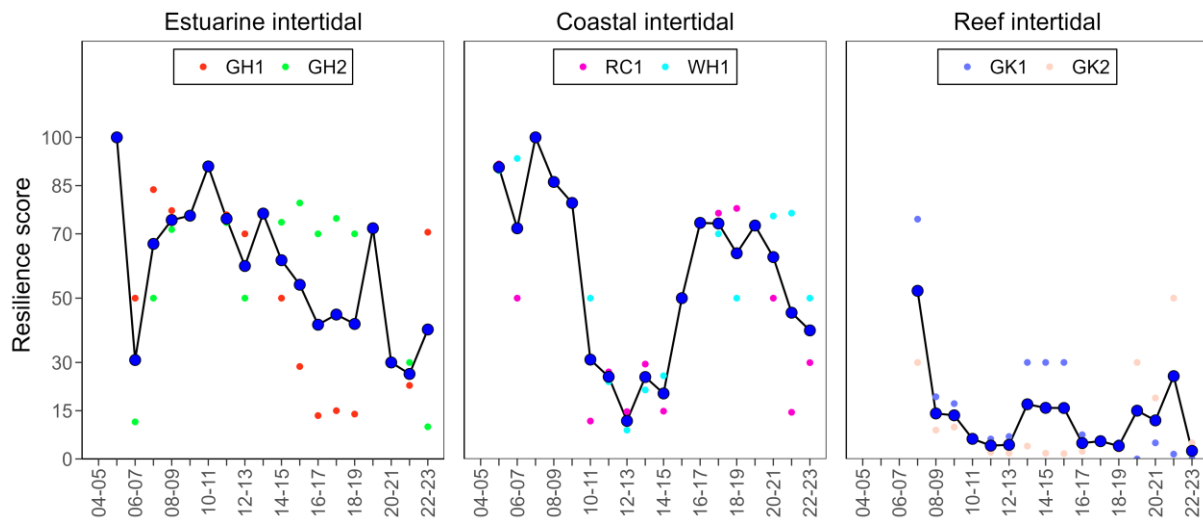 Estuarine intertidal
Coastal intertidal
Reef intertidal
GH1 GH2
RC1 WH1
GK1 GK2
Resilience score
100
85
70
50
30
15
0
04-05 06-07 08-09 10-11 12-13 14-15 16-17 18-19 20-21 22-23
04-05 06-07 08-09 10-11 12-13 14-15 16-17 18-19 20-21 22-23
04-05 06-07 08-09 10-11 12-13 14-15 16-17 18-19 20-21 22-23